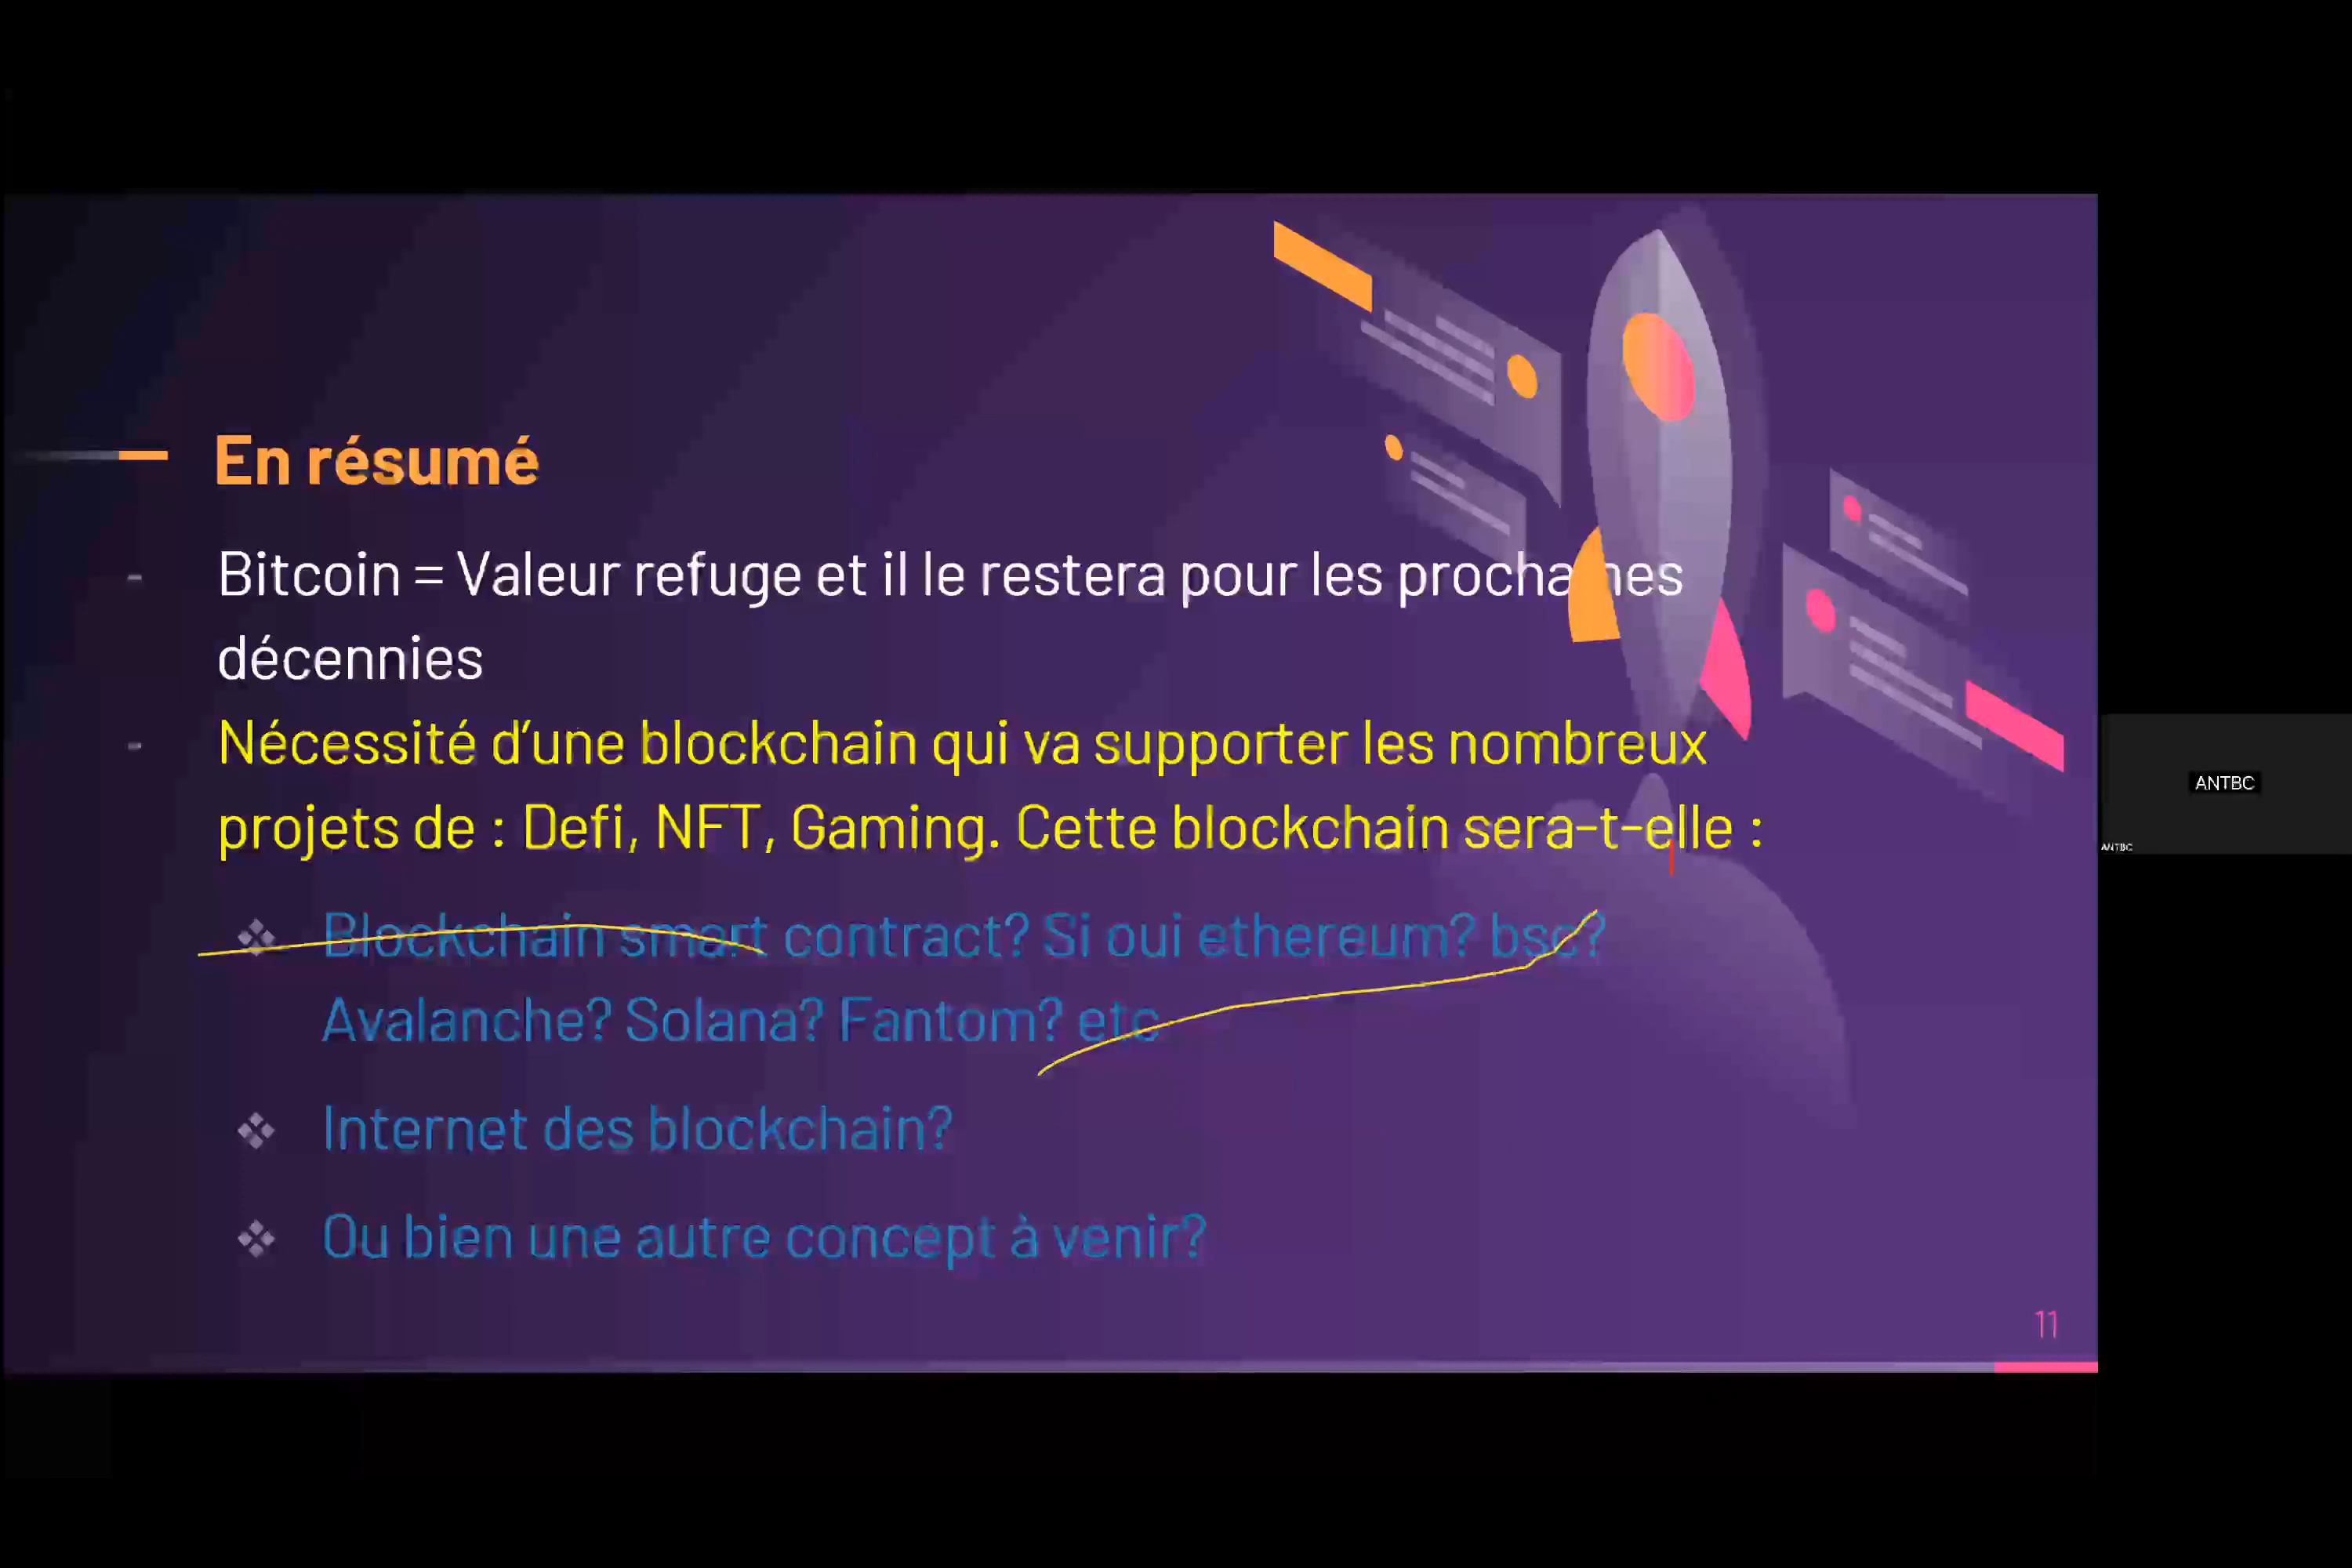 En résumé
- Bitcoin = Valeur refuge et il le restera pour les prochaines
décennies
- Nécessité d'une blockchain qui va supporter les nombreux
projets de : Defi, NFT, Gaming. Cette blockchain sera-t-elle :
❖ Blockchain smart contract? Si oui ethereum? bsc?
Avalanche? Solana? Fantom? etc
❖ Internet des blockchain?
❖ Ou bien une autre concept à venir?
11
ANTBC
ANTBC